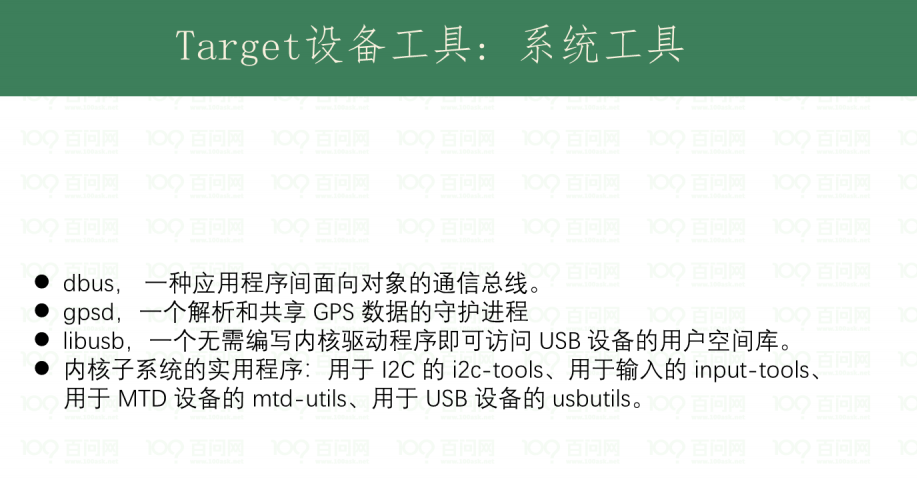 Target设备工具：系统工具
● dbus， 一种应用程序间面向对象的通信总线。
● gpsd，一个解析和共享 GPS 数据的守护进程
● libusb，一个无需编写内核驱动程序即可访问 USB 设备的用户空间库。
● 内核子系统的实用程序：用于 I2C 的 i2c-tools、用于输入的 input-tools、
用于 MTD 设备的 mtd-utils、用于 USB 设备的 usbutils。
百问网